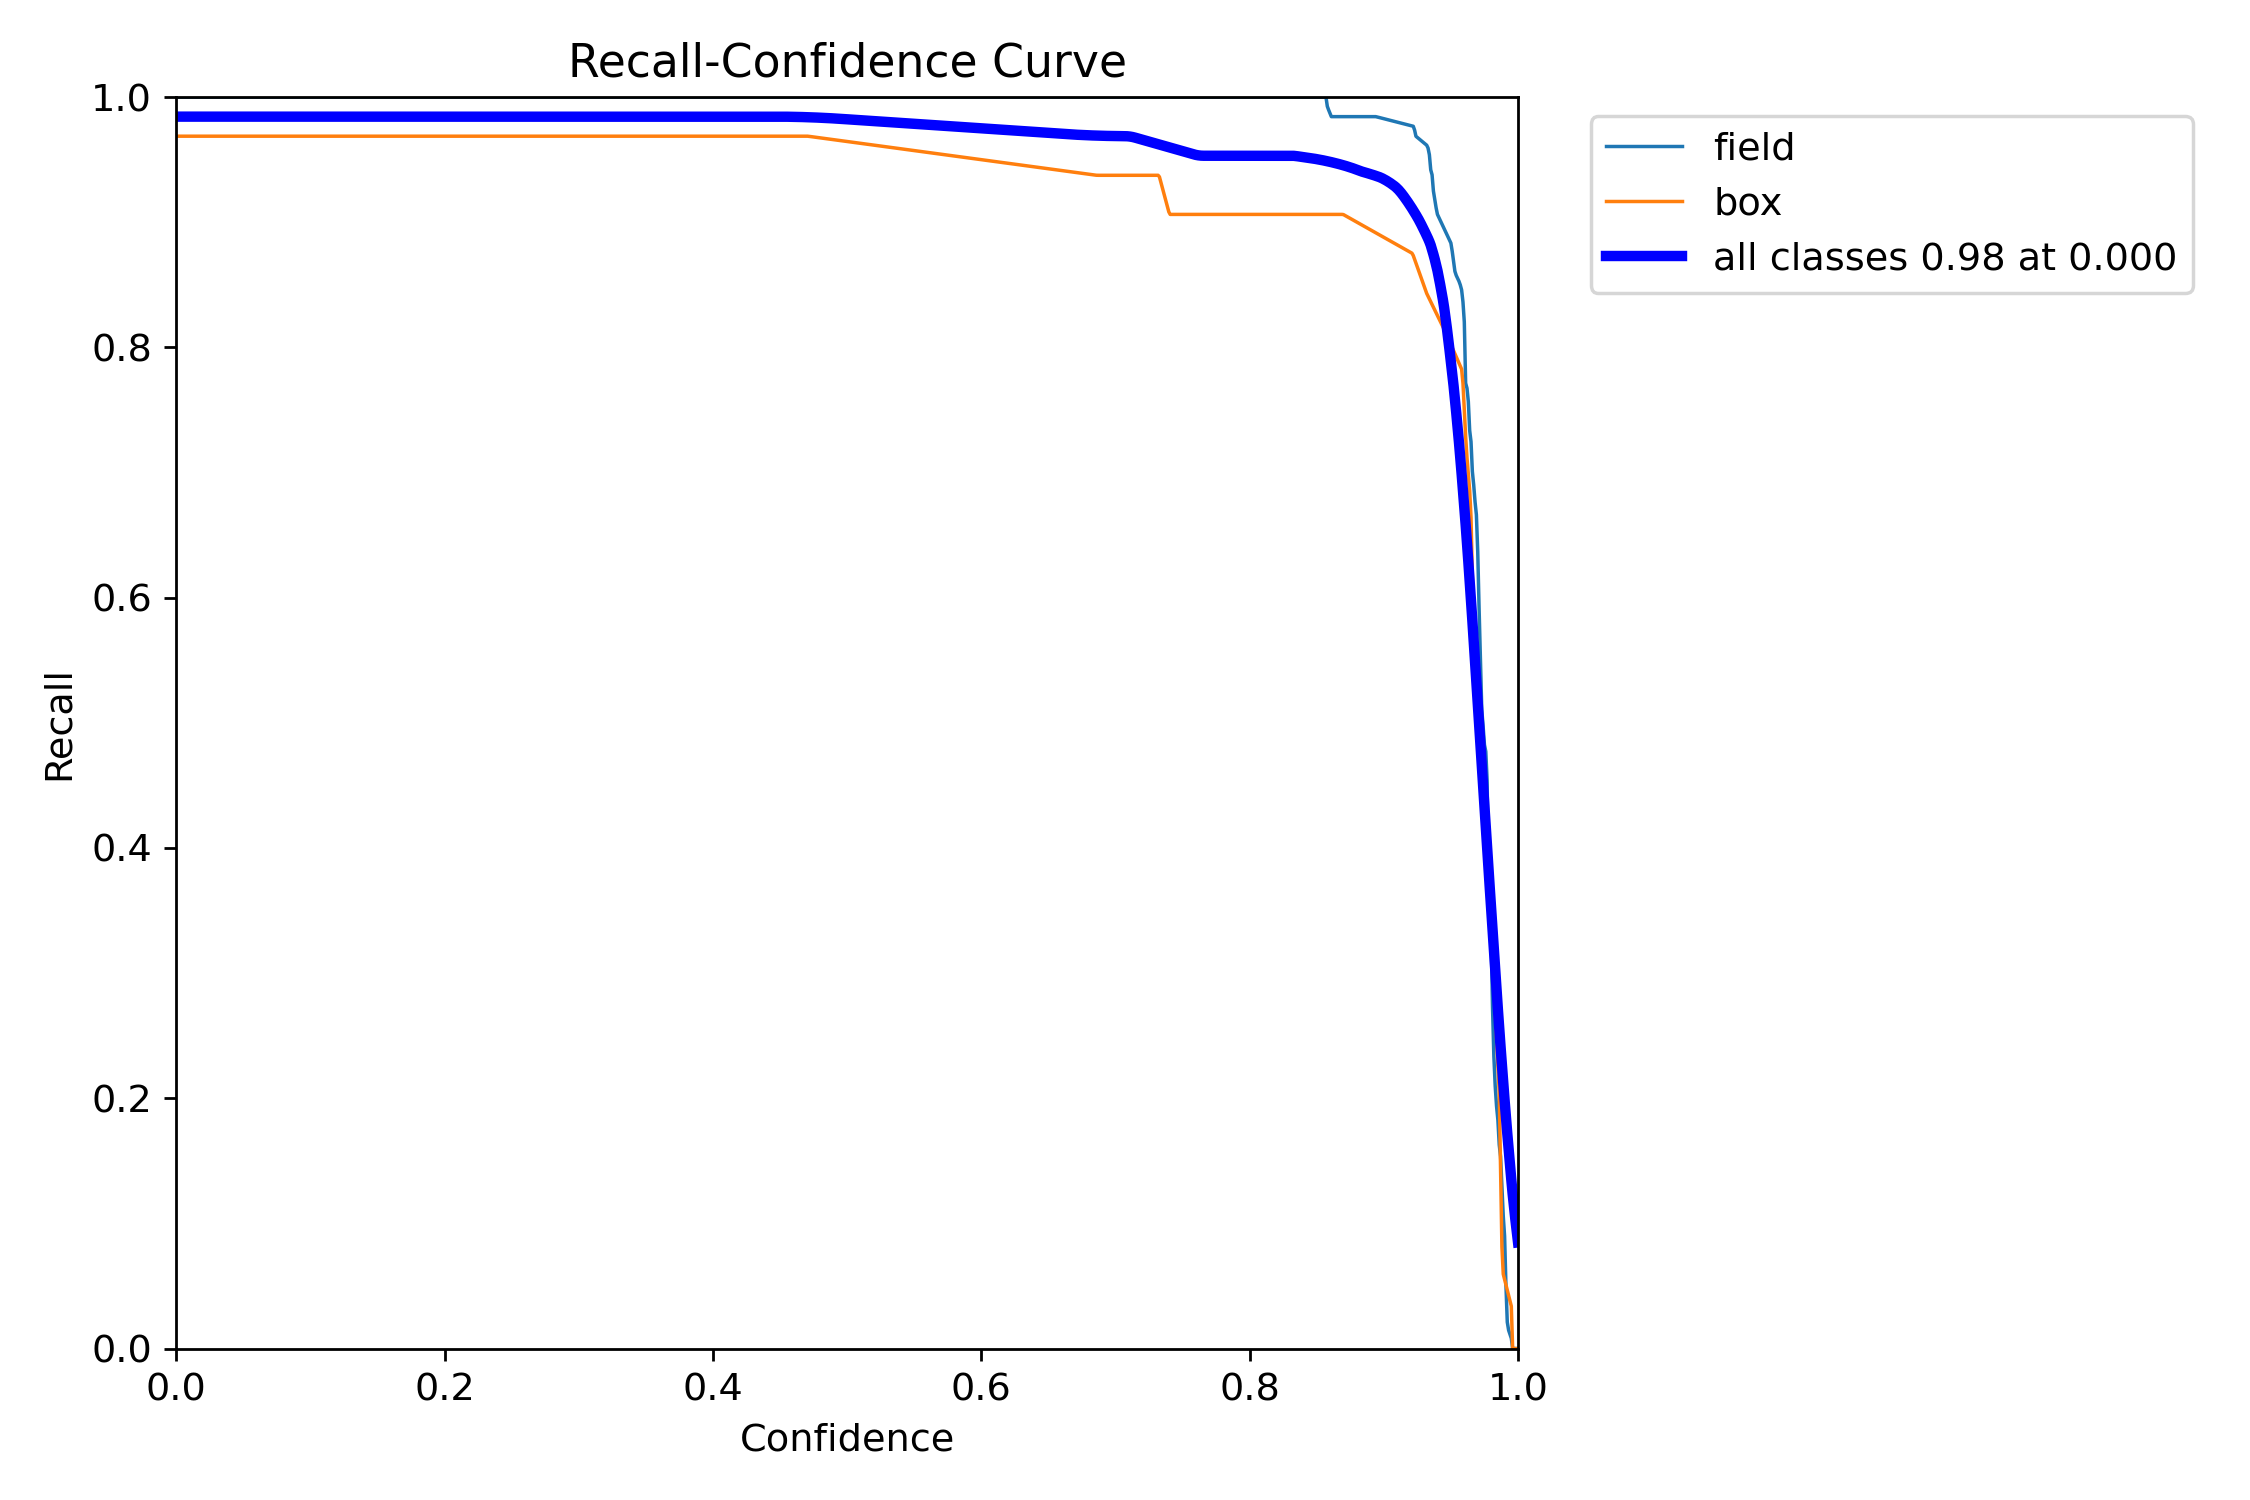 Recall-Confidence Curve
1.0
0.8
0.6
0.4
0.2
0.0
Recall
0.0 0.2 0.4 0.6 0.8 1.0
Confidence
field
box
all classes 0.98 at 0.000